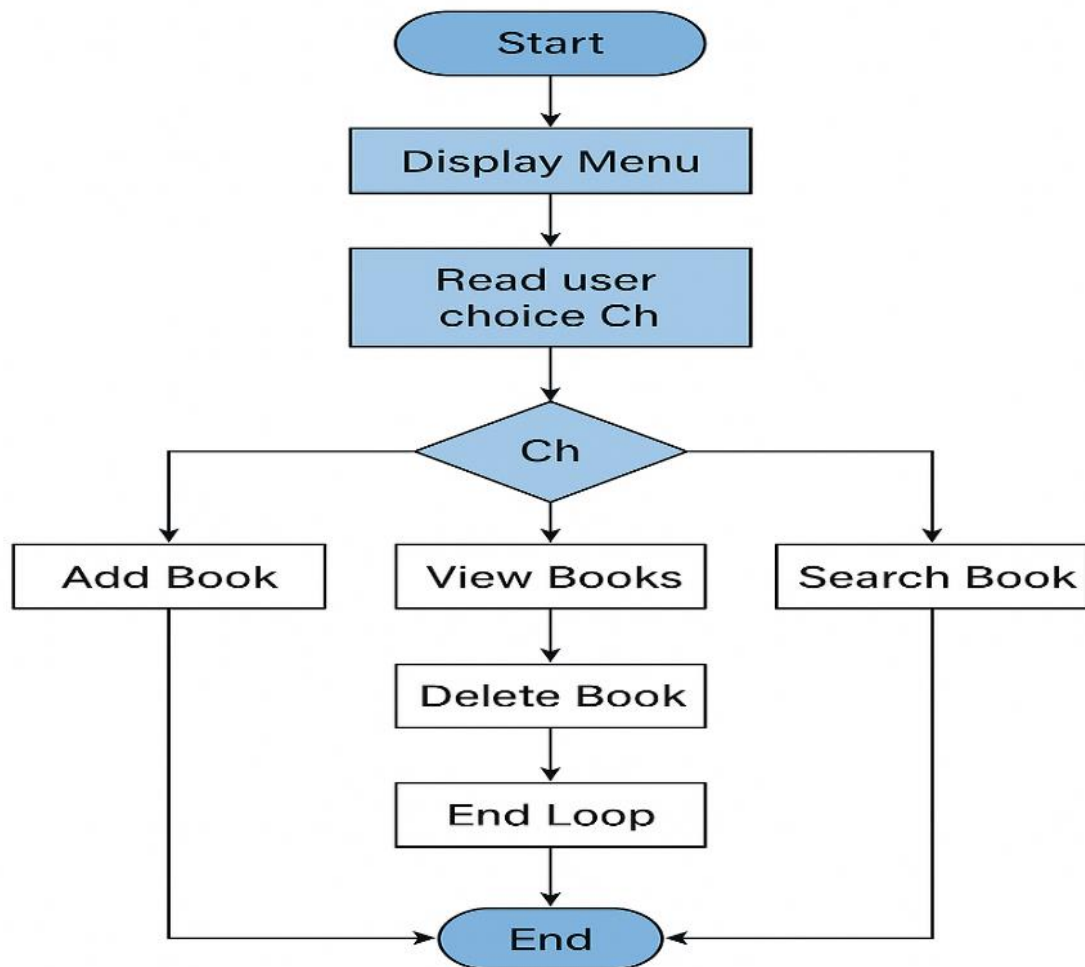 Start
Display Menu
Read user
choice Ch
Ch
Add Book
View Books
Search Book
Delete Book
End Loop
End